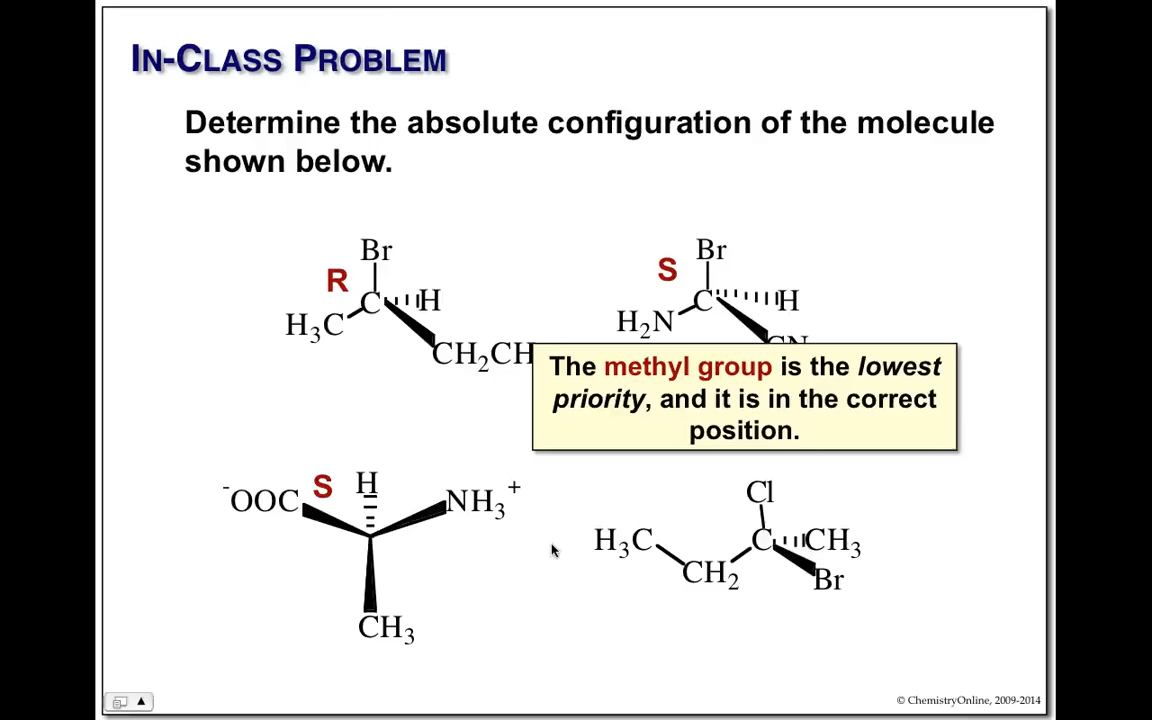 IN-CLASS PROBLEM
Determine the absolute configuration of the molecule
shown below.
Br
R
C
H
H₃C
CH₂CH
Br
S
C
H
H₂N
The methyl group is the lowest
priority, and it is in the correct
position.
S
H
⁻OOC
NH₃⁺
CH₃
Cl
H₃C
C
CH₃
CH₂
Br
© ChemistryOnline, 2009-2014